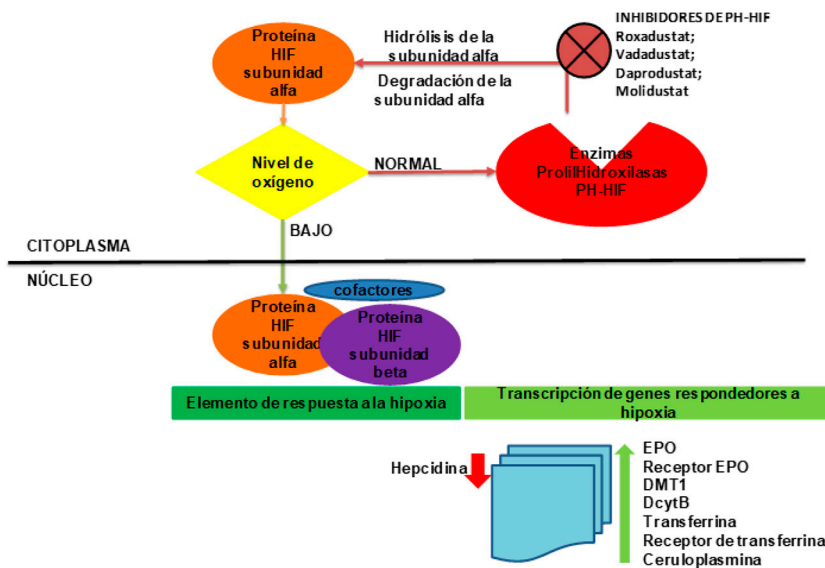 Proteína
HIF
subunidad
alfa
Hidrólisis de la
subunidad alfa
Degradación de la
subunidad alfa
INHIBIDORES DE PH-HIF
Roxadustat;
Vadadustat;
Daprodustat;
Molidustat
Nivel de
oxígeno
NORMAL
Enzimas
ProlilHidroxilasas
PH-HIF
BAJO
CITOPLASMA
NÚCLEO
cofactores
Proteína
HIF
subunidad
alfa
Proteína
HIF
subunidad
beta
Elemento de respuesta a la hipoxia
Transcripción de genes respondedores a
hipoxia
Hepcidina
EPO
Receptor EPO
DMT1
DcytB
Transferrina
Receptor de transferrina
Ceruloplasmina